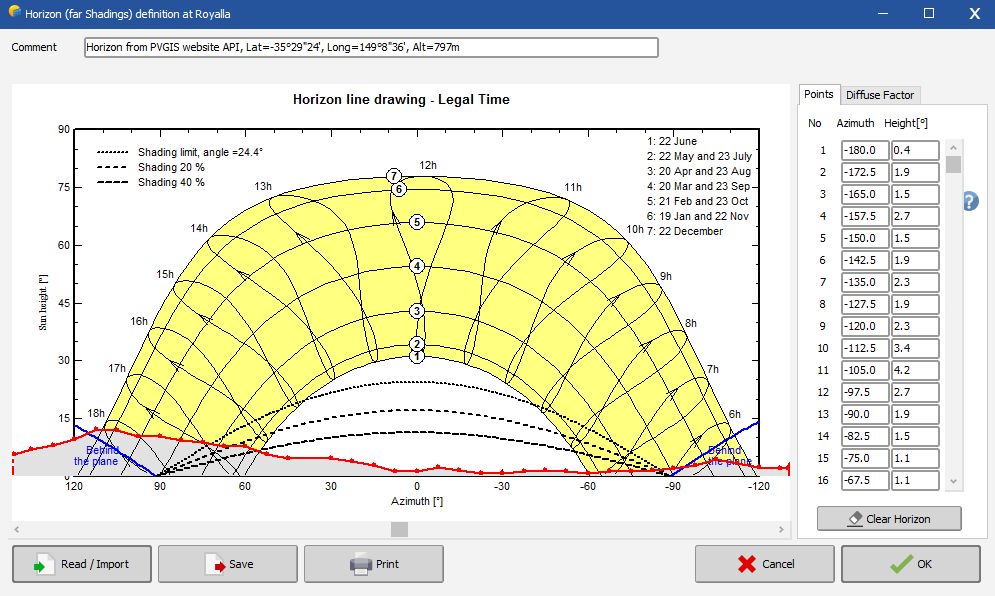 Horizon (far Shadings) definition at Royalla
Comment
Horizon from PVGIS website API, Lat=-35°29"24', Long=149°8"36', Alt=797m
Horizon line drawing - Legal Time
90
75
60
45
30
15
0
Sun height [°]
Shading limit, angle =24.4°
Shading 20 %
Shading 40 %
1: 22 June
2: 22 May and 23 July
3: 20 Apr and 23 Aug
4: 20 Mar and 23 Sep
5: 21 Feb and 23 Oct
6: 19 Jan and 22 Nov
7: 22 December
12h
13h
11h
14h
10h
15h
9h
16h
8h
17h
7h
18h
6h
7
6
5
4
3
2
1
Behind
the plane
Behind
the plane
120
90
60
30
0
-30
-60
-90
-120
Azimuth [°]
Points
Diffuse Factor
No Azimuth Height[°]
1 -180.0 0.4
2 -172.5 1.9
3 -165.0 1.5
4 -157.5 2.7
5 -150.0 1.5
6 -142.5 1.9
7 -135.0 2.3
8 -127.5 1.9
9 -120.0 2.3
10 -112.5 3.4
11 -105.0 4.2
12 -97.5 2.7
13 -90.0 1.9
14 -82.5 1.5
15 -75.0 1.1
16 -67.5 1.1
?
Clear Horizon
Read / Import
Save
Print
Cancel
OK